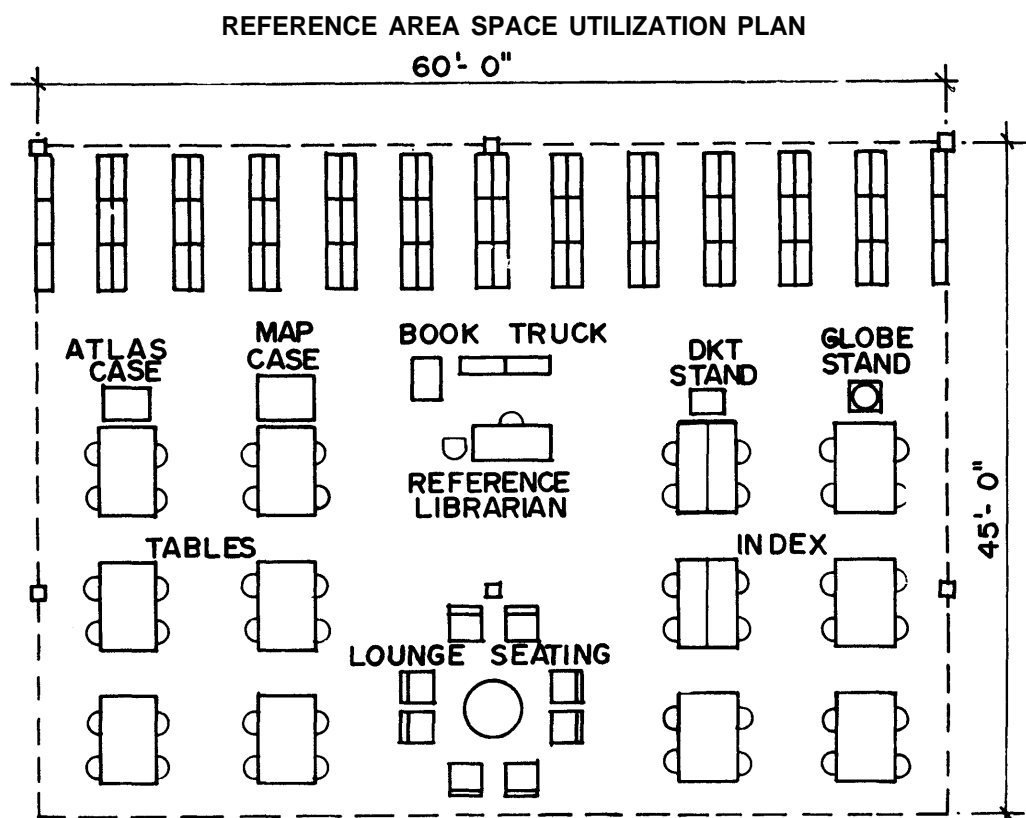 REFERENCE AREA SPACE UTILIZATION PLAN
60'-0"
ATLAS
CASE
MAP
CASE
BOOK TRUCK
DKT
STAND
GLOBE
STAND
REFERENCE
LIBRARIAN
45'-0"
TABLES
INDEX
LOUNGE SEATING